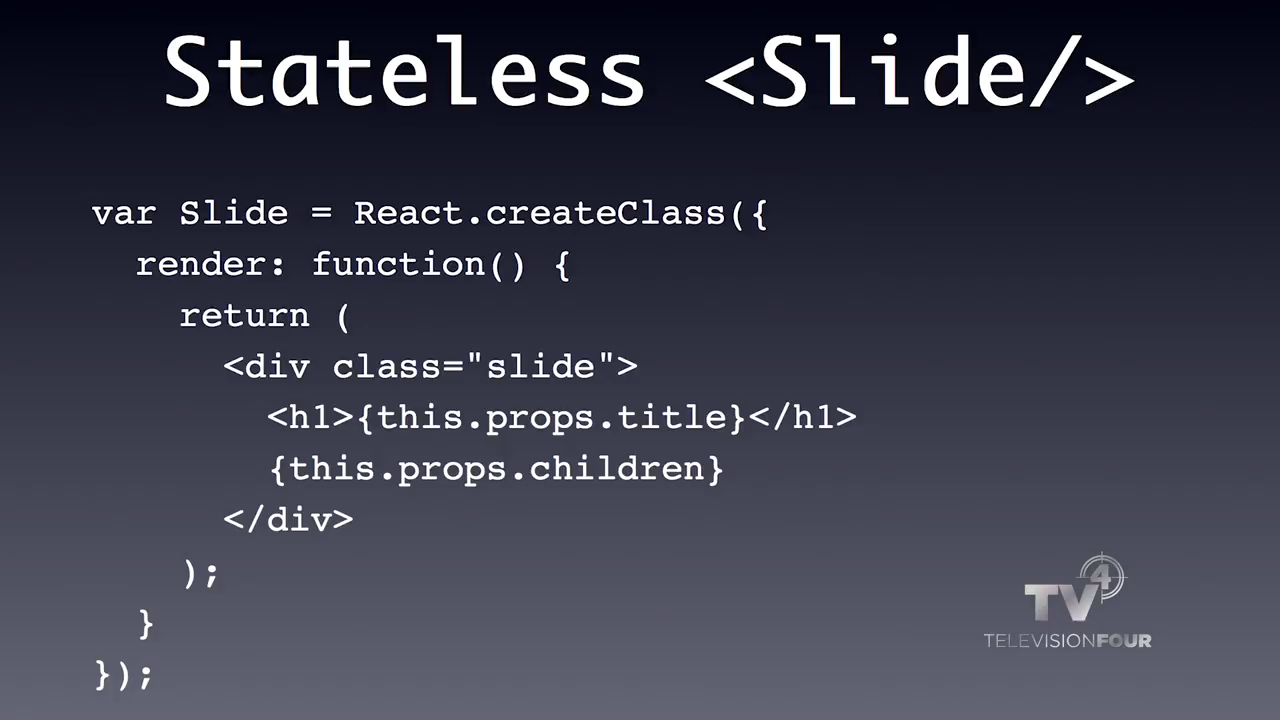 Stateless <Slide/>
var Slide = React.createClass({
  render: function() {
    return (
      <div class="slide">
        <h1>{this.props.title}</h1>
        {this.props.children}
      </div>
    );
  }
});
TV4
TELEVISIONFOUR